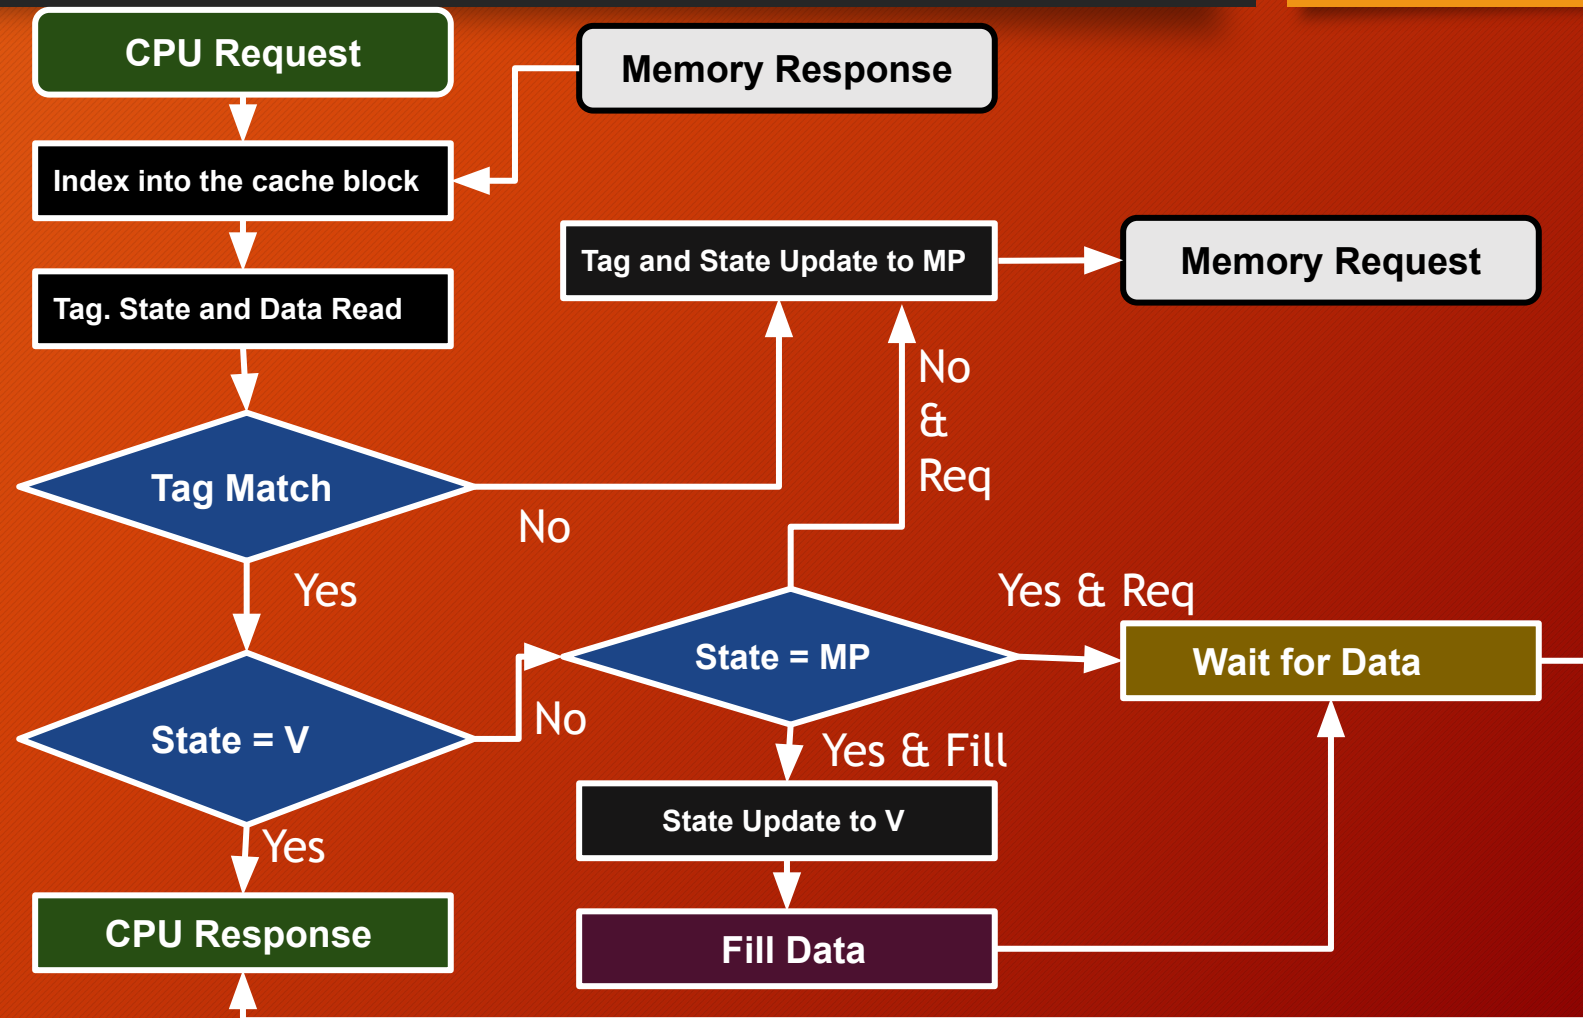 CPU Request
Memory Response
Index into the cache block
Tag and State Update to MP
Memory Request
Tag. State and Data Read
No
&
Req
Tag Match
No
Yes
Yes & Req
State = MP
Wait for Data
State = V
No
Yes & Fill
State Update to V
Yes
CPU Response
Fill Data